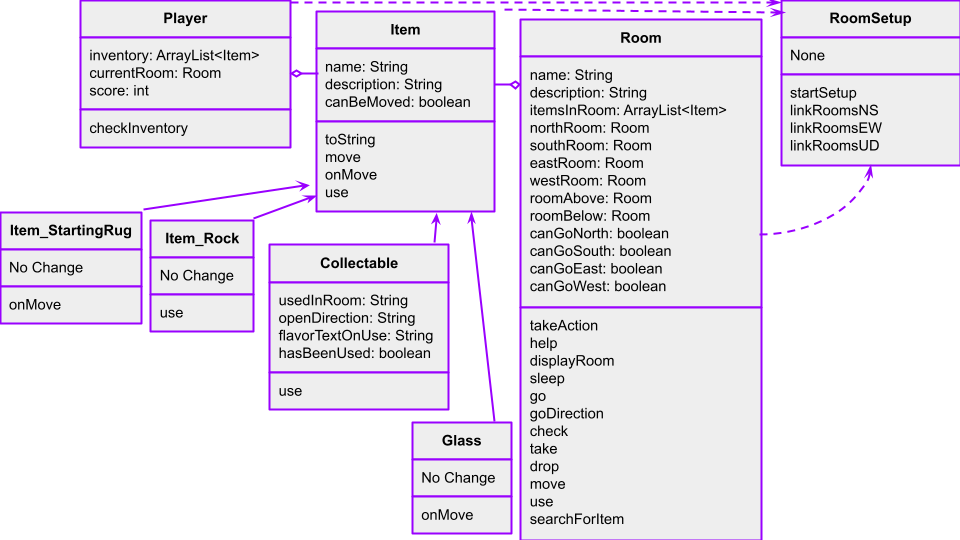 Player
inventory: ArrayList<Item>
currentRoom: Room
score: int
checkInventory
Item
name: String
description: String
canBeMoved: boolean
toString
move
onMove
use
Room
name: String
description: String
itemsInRoom: ArrayList<Item>
northRoom: Room
southRoom: Room
eastRoom: Room
westRoom: Room
roomAbove: Room
roomBelow: Room
canGoNorth: boolean
canGoSouth: boolean
canGoEast: boolean
canGoWest: boolean
takeAction
help
displayRoom
sleep
go
goDirection
check
take
drop
move
use
searchForItem
RoomSetup
None
startSetup
linkRoomsNS
linkRoomsEW
linkRoomsUD
Item_StartingRug
No Change
onMove
Item_Rock
No Change
use
Collectable
usedInRoom: String
openDirection: String
flavorTextOnUse: String
hasBeenUsed: boolean
use
Glass
No Change
onMove